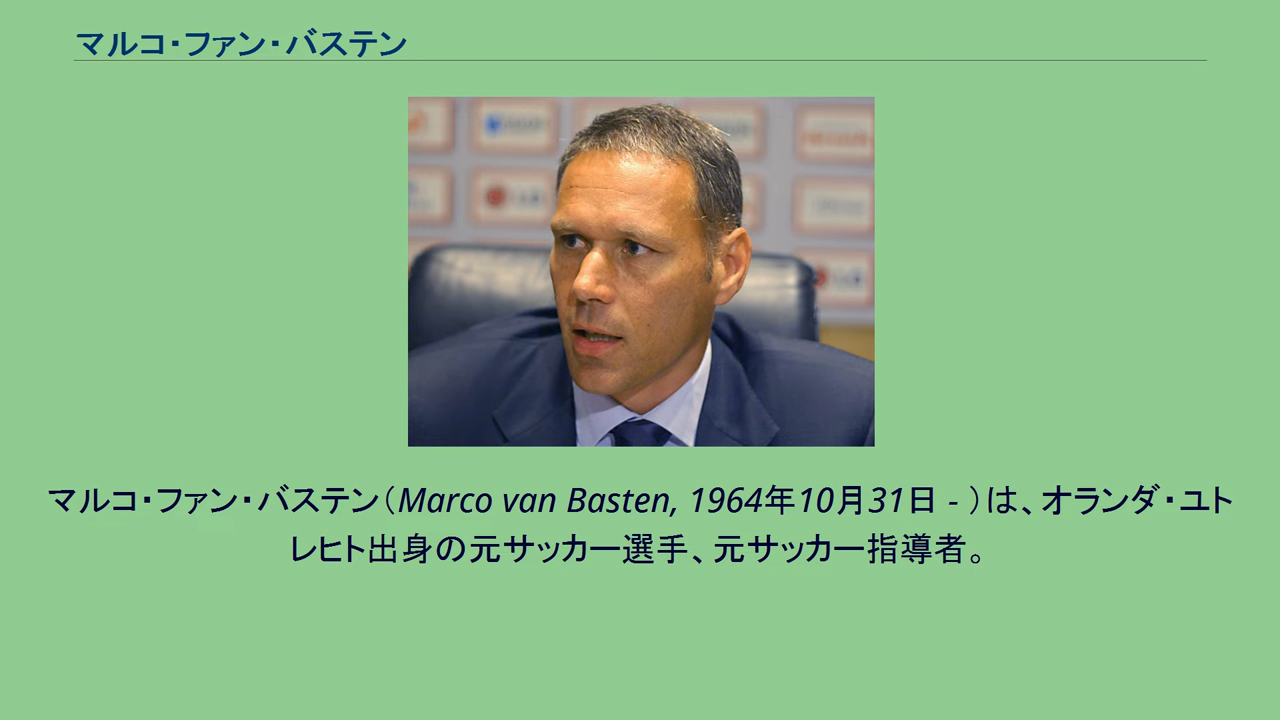 マルコ・ファン・バステン
マルコ・ファン・バステン（Marco van Basten, 1964年10月31日 - ）は、オランダ・ユト
レヒト出身の元サッカー選手、元サッカー指導者。